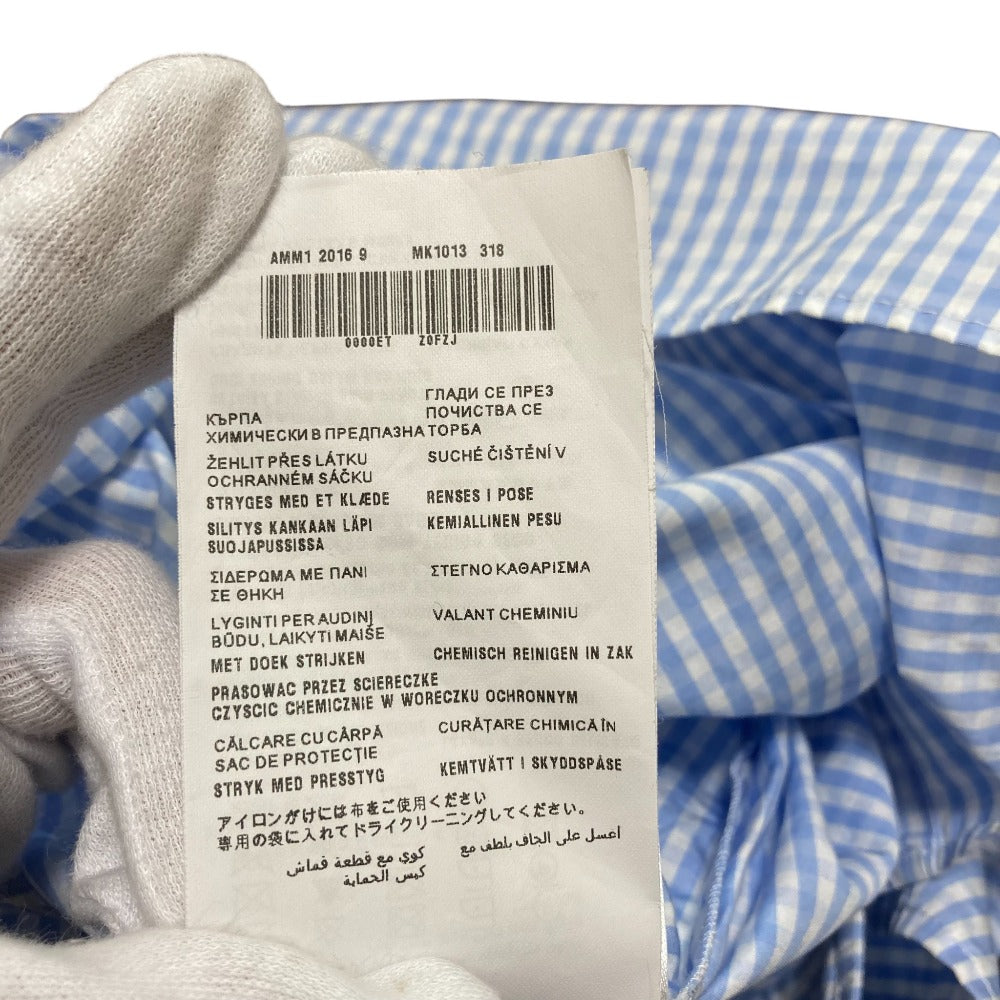 AMM1 2016 9 MK1013 318
0000ET Z0FZJ
КЪРПА ГЛАДИ СЕ ПРЕЗ
ПОЧИСТВА СЕ
ХИМИЧЕСКИ В ПРЕДПАЗНА ТОРБА
ŽEHLIT PŘES LÁTKU SUCHÉ ČIŠTĚNÍ V
OCHRANNÉM SÁČKU
STRYGES MED ET KLÆDE RENSES I POSE
SILITYS KANKAAN LÄPI KEMIALLINEN PESU
SUOJAPUSSISSA
ΣΙΔΕΡΩΜΑ ΜΕ ΠΑΝΙ ΣΤΕΓΝΟ ΚΑΘΑΡΙΣΜΑ
ΣΕ ΘΗΚΗ
LYGINTI PER AUDINĮ VALANT CHEMINIU
BŪDU, LAIKYTI MAIŠE
MET DOEK STRIJKEN CHEMISCH REINIGEN IN ZAK
PRASOWAC PRZEZ SCIERECZKE
CZYSCIC CHEMICZNIE W WORECZKU OCHRONNYM
CĂLCARE CU CÂRPĂ CURĂȚARE CHIMICĂ ÎN
SAC DE PROTECȚIE
STRYK MED PRESSTYG KEMTVÄTT I SKYDDSPÅSE
アイロンがけには布をご使用ください
専用の袋に入れてドライクリーニングしてください。
اغسل على الجاف بلطف مع
كوي مع قطعة قماش
كيس الحماية